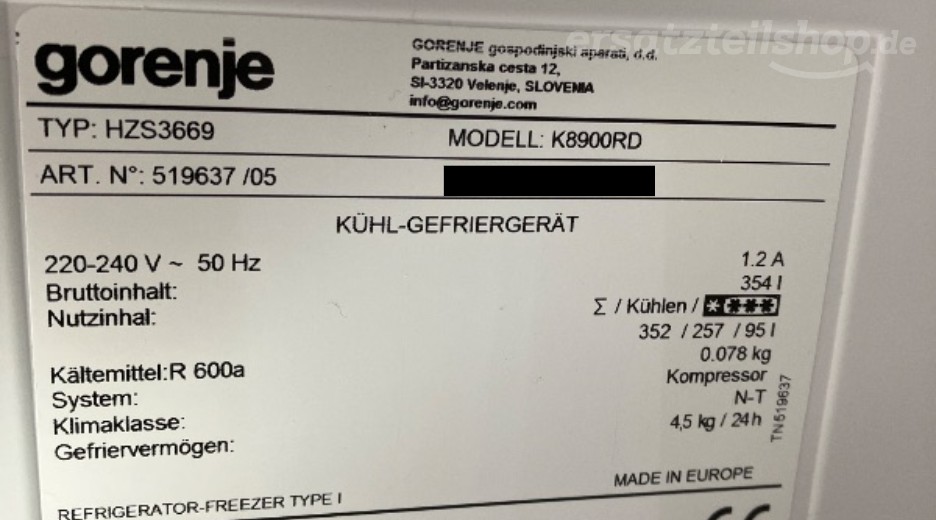 ersatzteilshop.de
gorenje
GORENJE gospodinjski aparati, d.d.
Partizanska cesta 12,
SI-3320 Velenje, SLOVENIA
info@gorenje.com
TYP: HZS3669
MODELL: K8900RD
ART. N°: 519637 /05
KÜHL-GEFRIERGERÄT
220-240 V ~ 50 Hz
1.2 A
Bruttoinhalt:
354 l
Nutzinhal:
Σ / Kühlen / * ***
352 / 257 / 95 l
0.078 kg
Kältemittel:R 600a
Kompressor
System:
N-T
Klimaklasse:
4,5 kg / 24h
Gefriervermögen:
TN 519637
MADE IN EUROPE
REFRIGERATOR-FREEZER TYPE I
CE